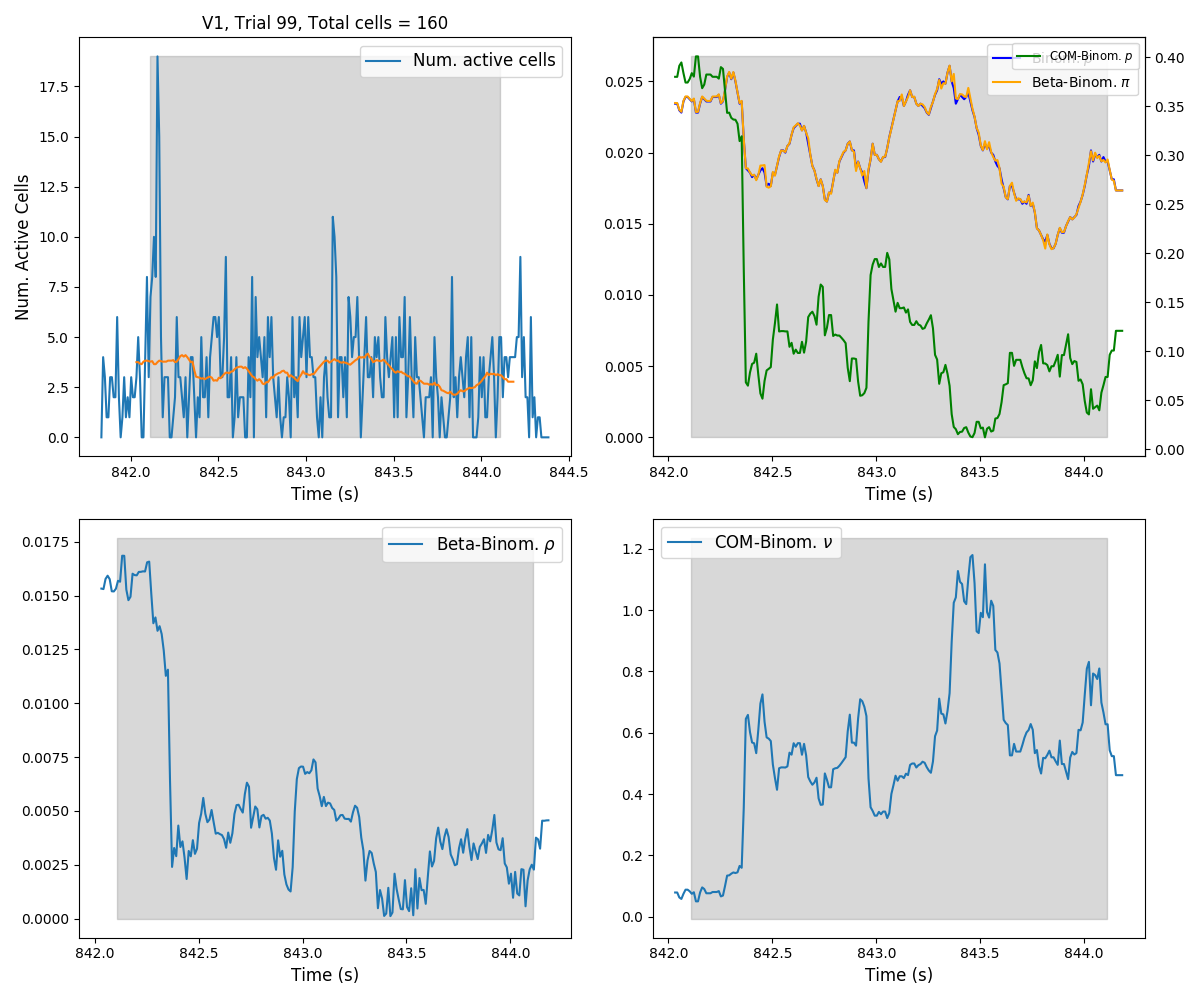 V1, Trial 99, Total cells = 160
Num. active cells
Num. Active Cells
17.5
15.0
12.5
10.0
7.5
5.0
2.5
0.0
842.0 842.5 843.0 843.5 844.0 844.5
Time (s)
COM-Binom. p
Beta-Binom. π
0.025
0.020
0.015
0.010
0.005
0.000
0.40
0.35
0.30
0.25
0.20
0.15
0.10
0.05
0.00
842.0 842.5 843.0 843.5 844.0
Time (s)
Beta-Binom. ρ
0.0175
0.0150
0.0125
0.0100
0.0075
0.0050
0.0025
0.0000
842.0 842.5 843.0 843.5 844.0
Time (s)
COM-Binom. ν
1.2
1.0
0.8
0.6
0.4
0.2
0.0
842.0 842.5 843.0 843.5 844.0
Time (s)